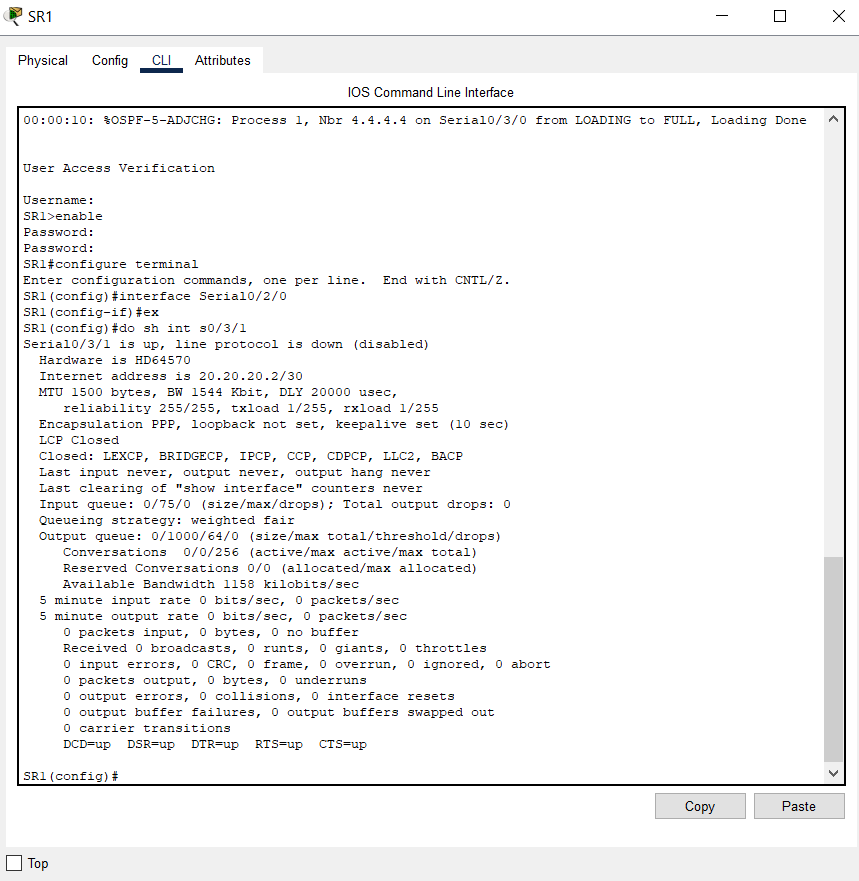 SR1
Physical Config CLI Attributes
IOS Command Line Interface
00:00:10: %OSPF-5-ADJCHG: Process 1, Nbr 4.4.4.4 on Serial0/3/0 from LOADING to FULL, Loading Done
User Access Verification
Username:
SR1>enable
Password:
Password:
SR1#configure terminal
Enter configuration commands, one per line.  End with CNTL/Z.
SR1(config)#interface Serial0/2/0
SR1(config-if)#ex
SR1(config)#do sh int s0/3/1
Serial0/3/1 is up, line protocol is down (disabled)
  Hardware is HD64570
  Internet address is 20.20.20.2/30
  MTU 1500 bytes, BW 1544 Kbit, DLY 20000 usec,
     reliability 255/255, txload 1/255, rxload 1/255
  Encapsulation PPP, loopback not set, keepalive set (10 sec)
  LCP Closed
  Closed: LEXCP, BRIDGECP, IPCP, CCP, CDPCP, LLC2, BACP
  Last input never, output never, output hang never
  Last clearing of "show interface" counters never
  Input queue: 0/75/0 (size/max/drops); Total output drops: 0
  Queueing strategy: weighted fair
  Output queue: 0/1000/64/0 (size/max total/threshold/drops)
     Conversations  0/0/256 (active/max active/max total)
     Reserved Conversations 0/0 (allocated/max allocated)
     Available Bandwidth 1158 kilobits/sec
  5 minute input rate 0 bits/sec, 0 packets/sec
  5 minute output rate 0 bits/sec, 0 packets/sec
     0 packets input, 0 bytes, 0 no buffer
     Received 0 broadcasts, 0 runts, 0 giants, 0 throttles
     0 input errors, 0 CRC, 0 frame, 0 overrun, 0 ignored, 0 abort
     0 packets output, 0 bytes, 0 underruns
     0 output errors, 0 collisions, 0 interface resets
     0 output buffer failures, 0 output buffers swapped out
     0 carrier transitions
     DCD=up  DSR=up  DTR=up  RTS=up  CTS=up
SR1(config)#
Copy Paste
Top